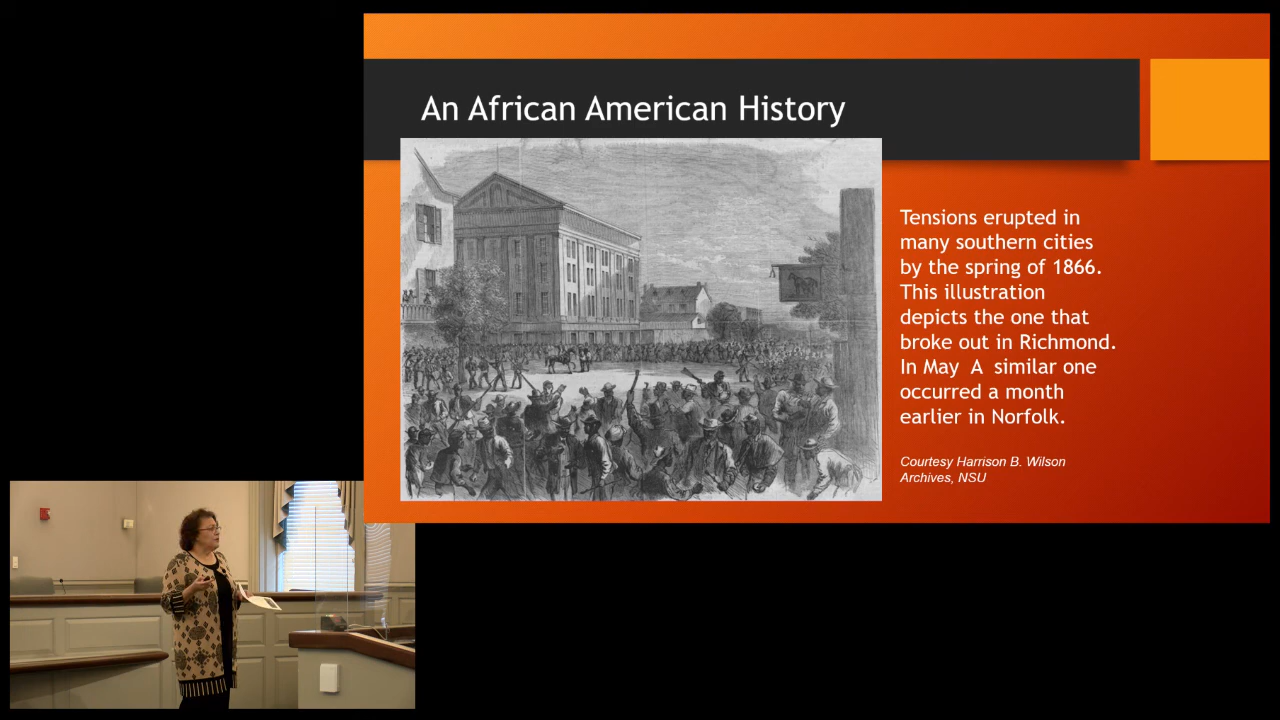 An African American History
Tensions erupted in
many southern cities
by the spring of 1866.
This illustration
depicts the one that
broke out in Richmond.
In May  A  similar one
occurred a month
earlier in Norfolk.
Courtesy Harrison B. Wilson
Archives, NSU